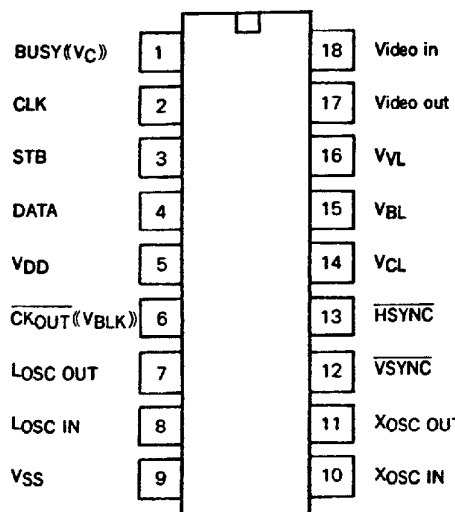 BUSY((VC)) 1 18 Video in
CLK 2 17 Video out
STB 3 16 VVL
DATA 4 15 VBL
VDD 5 14 VCL
CKOUT((VBLK)) 6 13 HSYNC
LOSC OUT 7 12 VSYNC
LOSC IN 8 11 XOSC OUT
VSS 9 10 XOSC IN